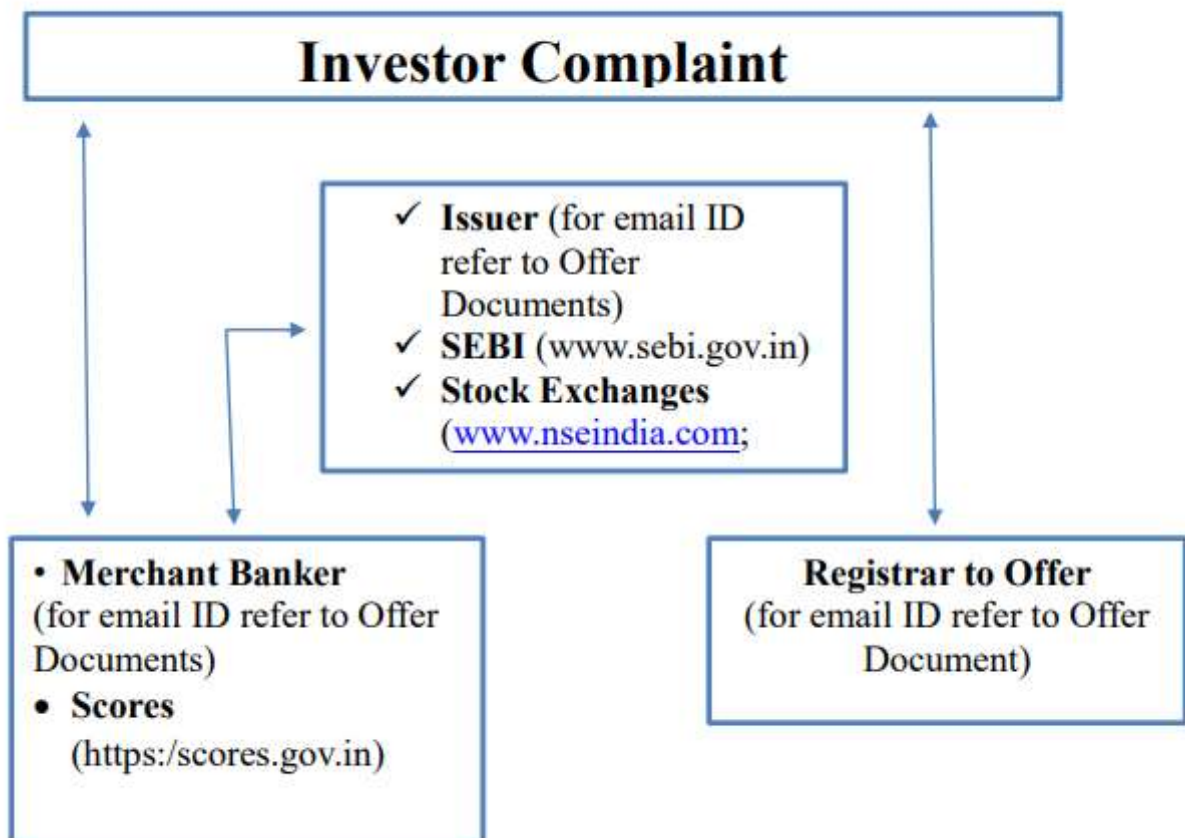 Investor Complaint
✓ Issuer (for email ID
refer to Offer
Documents)
✓ SEBI (www.sebi.gov.in)
✓ Stock Exchanges
(www.nseindia.com;
• Merchant Banker
(for email ID refer to Offer
Documents)
• Scores
(https:/scores.gov.in)
Registrar to Offer
(for email ID refer to Offer
Document)